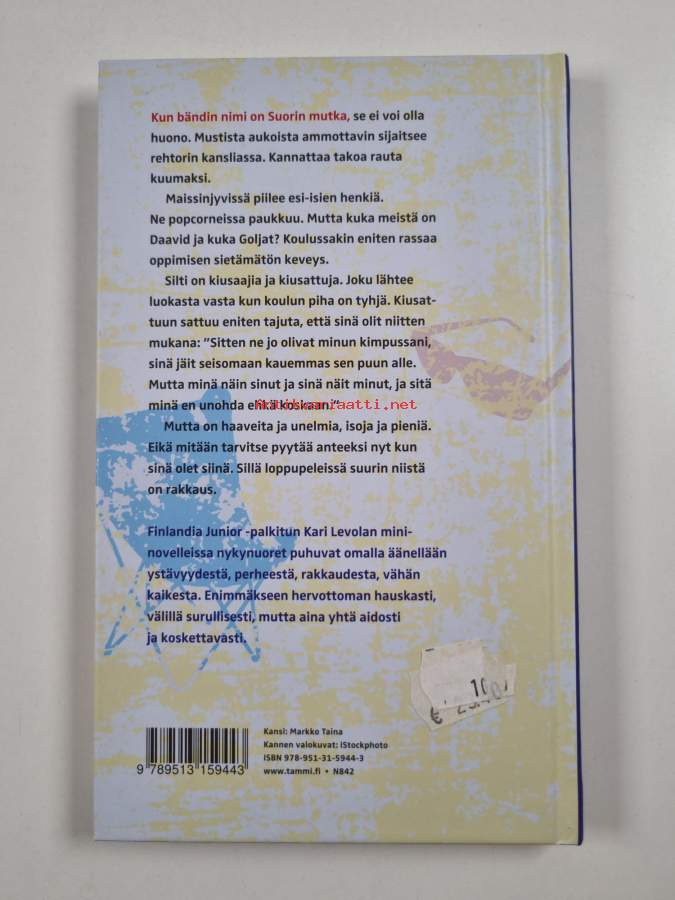 Kun bändin nimi on Suorin mutka, se ei voi olla
huono. Mustista aukoista ammottavin sijaitsee
rehtorin kansliassa. Kannattaa takoa rauta
kuumaksi.
Maissinjyvissä piilee esi-isien henkiä.
Ne popcorneissa paukkuu. Mutta kuka meistä on
Daavid ja kuka Goljat? Koulussakin eniten rassaa
oppimisen sietämätön keveys.
Silti on kiusaajia ja kiusattuja. Joku lähtee
luokasta vasta kun koulun piha on tyhjä. Kiusat-
tuun sattuu eniten tajuta, että sinä olit niitten
mukana: ”Sitten ne jo olivat minun kimpussani,
sinä jäit seisomaan kauemmas sen puun alle.
Mutta minä näin sinut ja sinä näit minut, ja sitä
minä en unohda ehkä koskaan.”
Mutta on haaveita ja unelmia, isoja ja pieniä.
Eikä mitään tarvitse pyytää anteeksi nyt kun
sinä olet siinä. Sillä loppupeleissä suurin niistä
on rakkaus.
Finlandia Junior -palkitun Kari Levolan mini-
novelleissa nykynuoret puhuvat omalla äänellään
ystävyydestä, perheestä, rakkaudesta, vähän
kaikesta. Enimmäkseen hervottoman hauskasti,
välillä surullisesti, mutta aina yhtä aidosti
ja koskettavasti.
10
€
Kansi: Markko Taina
Kannen valokuvat: iStockphoto
ISBN 978-951-31-5944-3
www.tammi.fi • N842
9 789513 159443